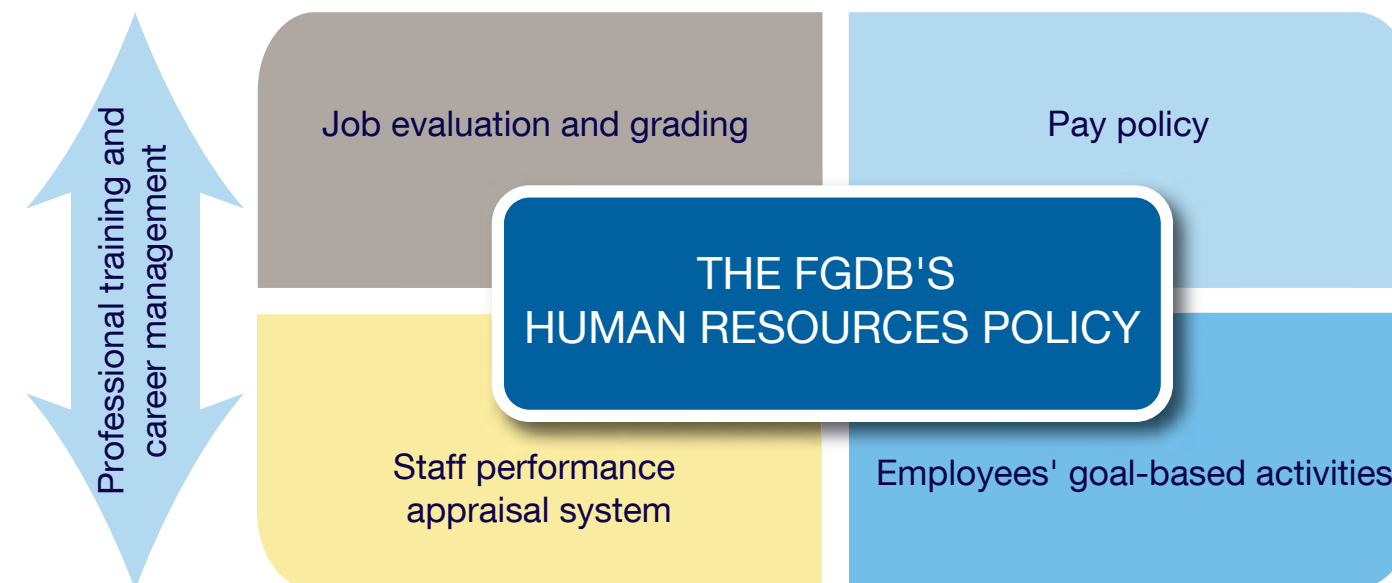 Professional training and
career management
Job evaluation and grading
Pay policy
THE FGDB'S
HUMAN RESOURCES POLICY
Staff performance
appraisal system
Employees' goal-based activities